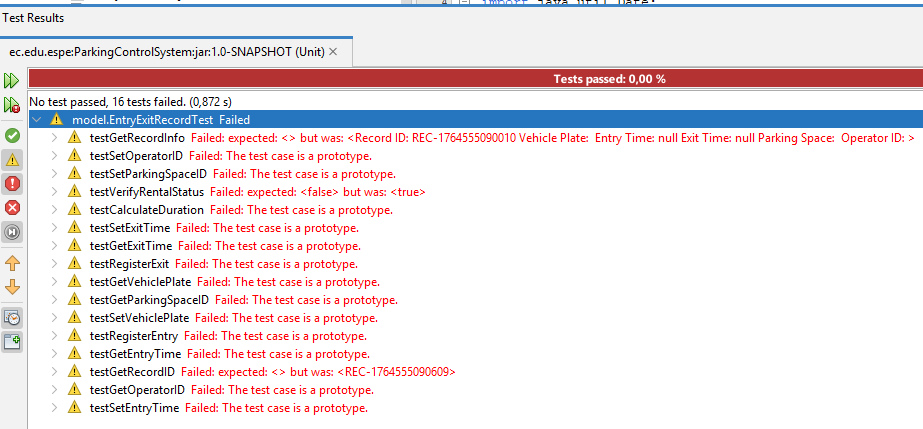 import java.util.Date;
Test Results
ec.edu.espe:ParkingControlSystem:jar:1.0-SNAPSHOT (Unit)
Tests passed: 0,00 %
No test passed, 16 tests failed. (0,872 s)
model.EntryExitRecordTest Failed
testGetRecordInfo Failed: expected: <> but was: <Record ID: REC-1764555090010 Vehicle Plate: Entry Time: null Exit Time: null Parking Space: Operator ID: >
testSetOperatorID Failed: The test case is a prototype.
testSetParkingSpaceID Failed: The test case is a prototype.
testVerifyRentalStatus Failed: expected: <false> but was: <true>
testCalculateDuration Failed: The test case is a prototype.
testSetExitTime Failed: The test case is a prototype.
testGetExitTime Failed: The test case is a prototype.
testRegisterExit Failed: The test case is a prototype.
testGetVehiclePlate Failed: The test case is a prototype.
testGetParkingSpaceID Failed: The test case is a prototype.
testSetVehiclePlate Failed: The test case is a prototype.
testRegisterEntry Failed: The test case is a prototype.
testGetEntryTime Failed: The test case is a prototype.
testGetRecordID Failed: expected: <> but was: <REC-1764555090609>
testGetOperatorID Failed: The test case is a prototype.
testSetEntryTime Failed: The test case is a prototype.